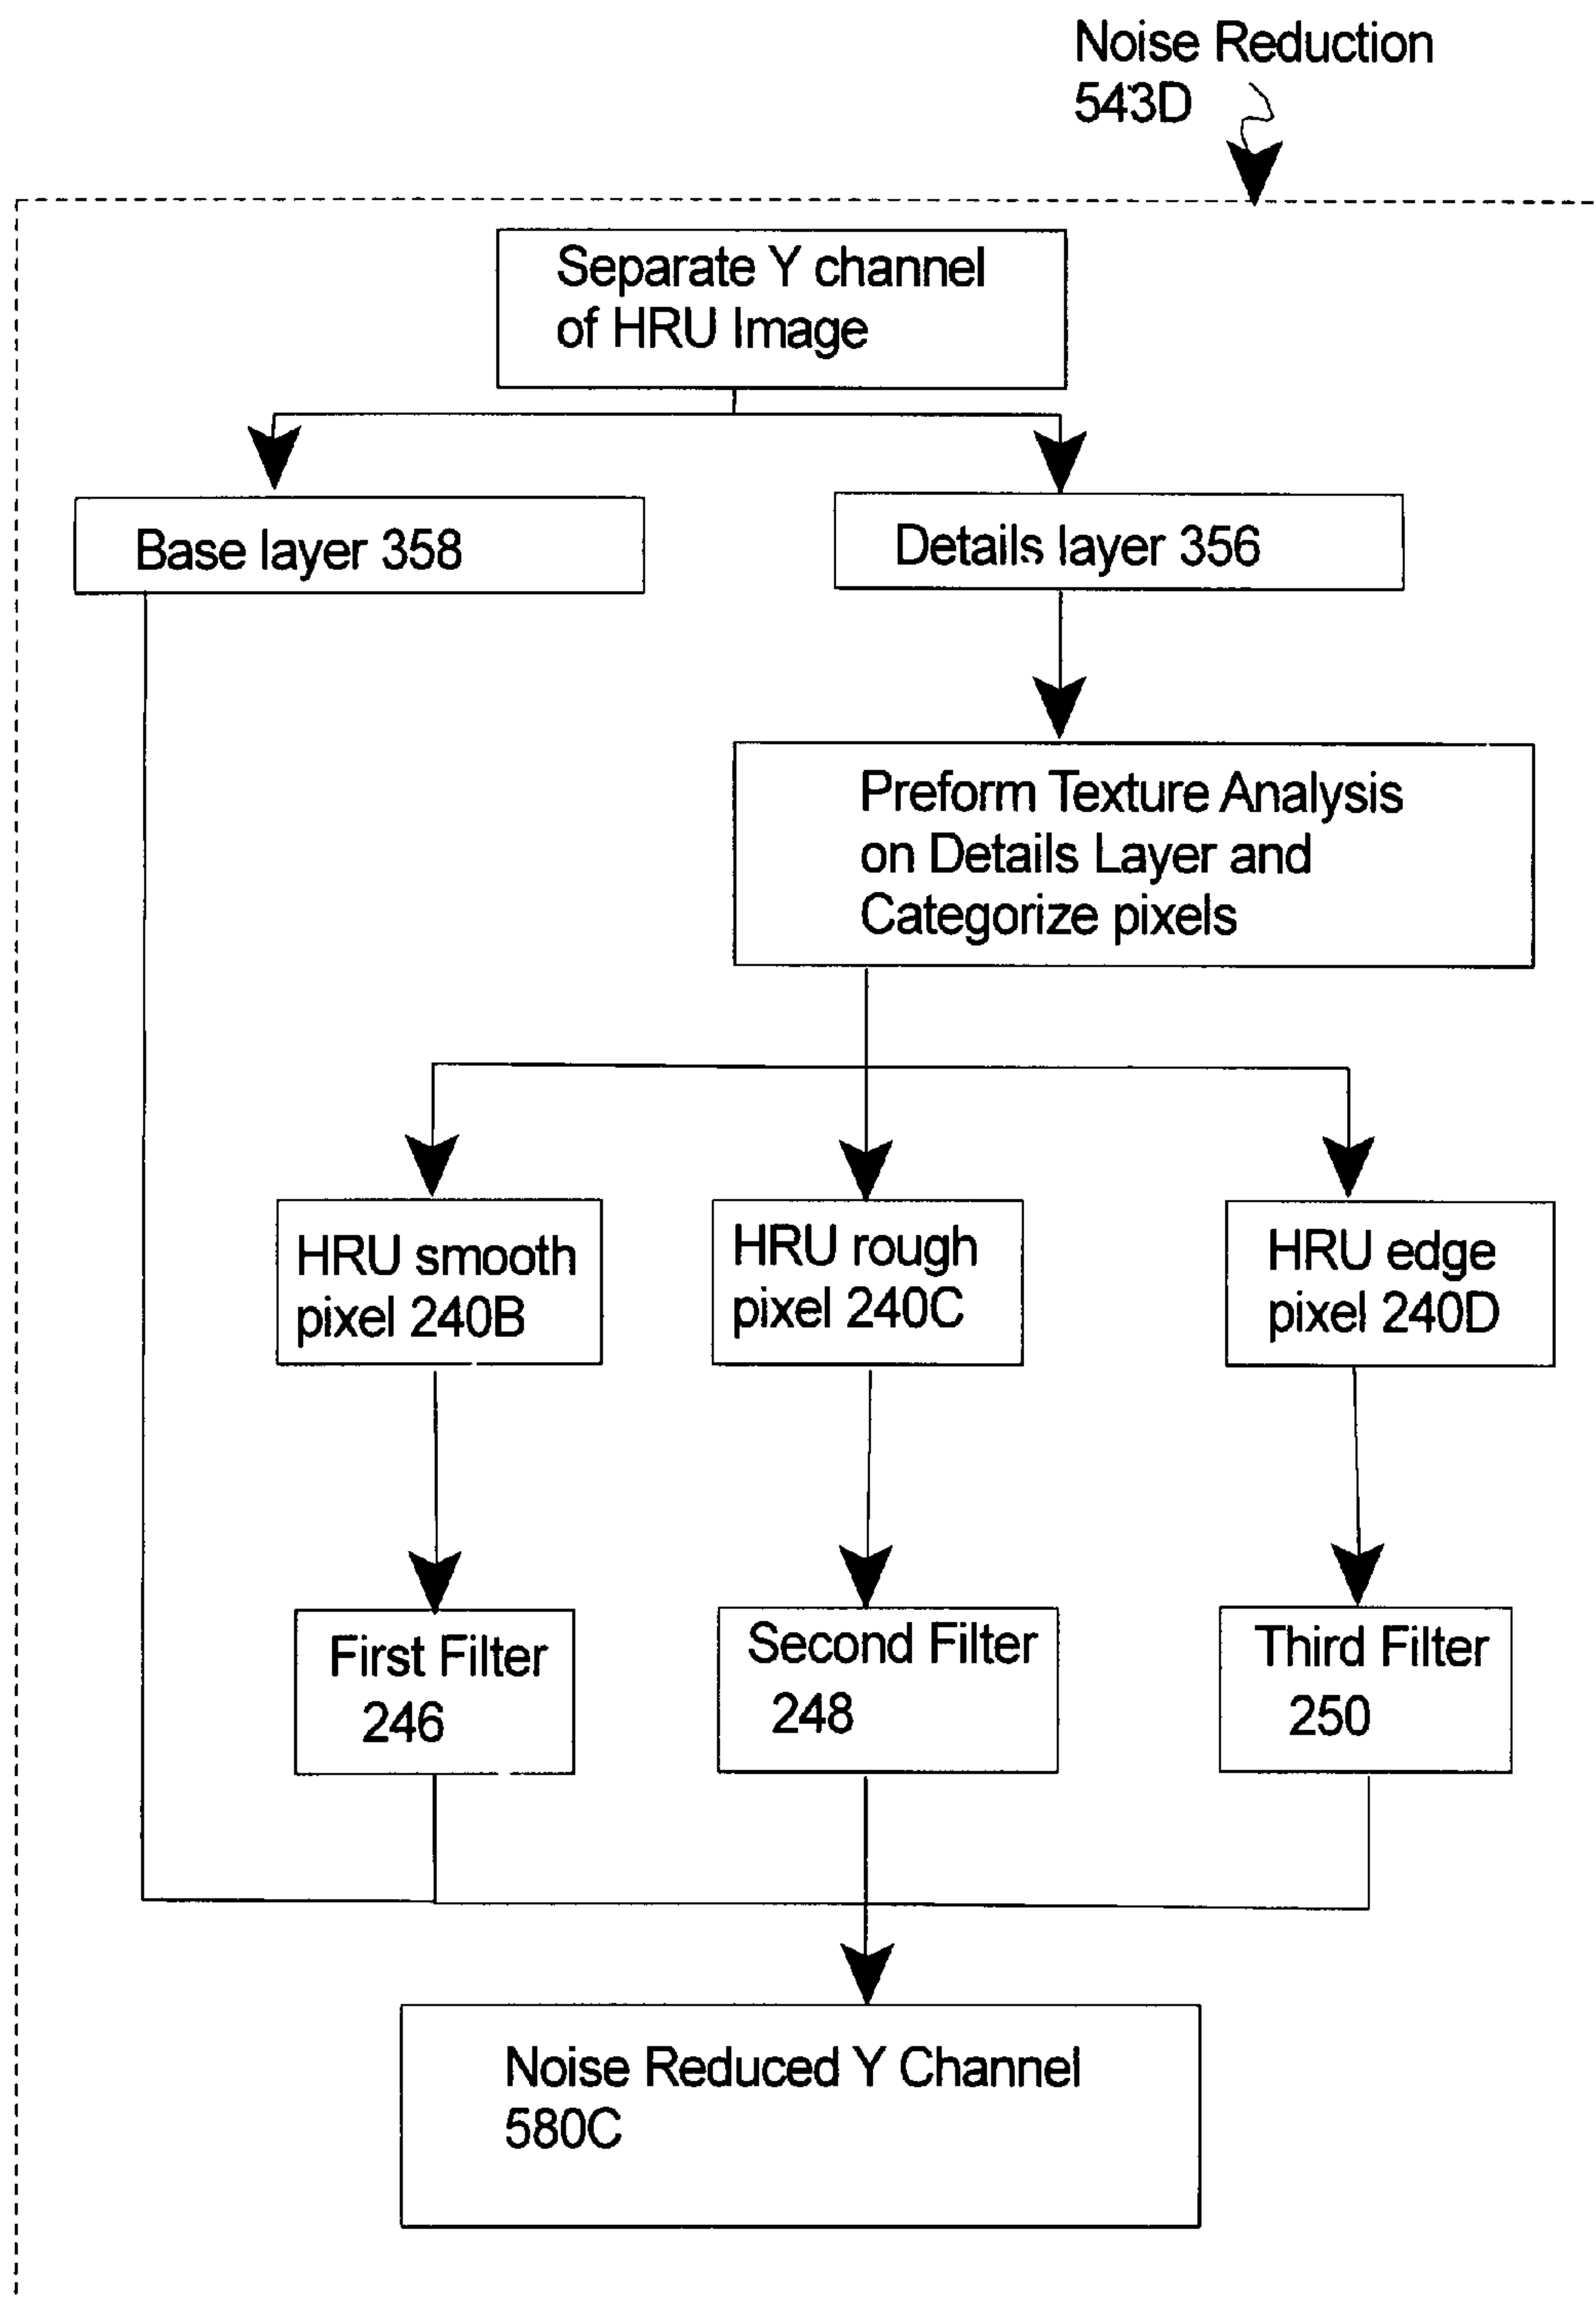 Noise Reduction
543D
Separate Y channel
of HRU Image
Base layer 358
Details layer 356
Preform Texture Analysis
on Details Layer and
Categorize pixels
HRU smooth
pixel 240B
HRU rough
pixel 240C
HRU edge
pixel 240D
First Filter
246
Second Filter
248
Third Filter
250
Noise Reduced Y Channel
580C